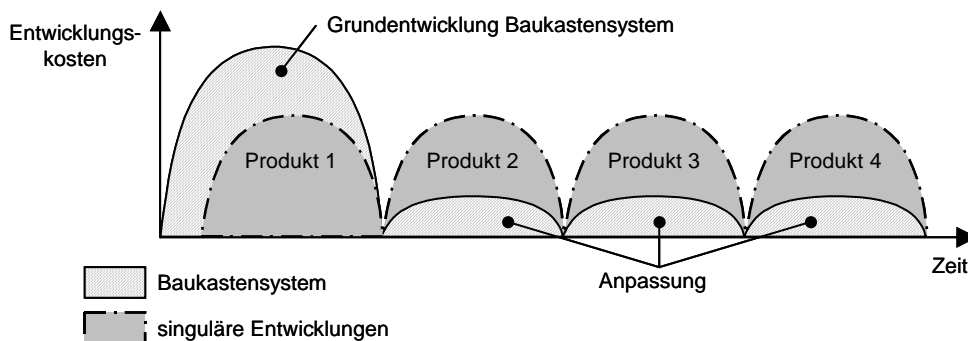 Entwicklungs-
kosten
Grundentwicklung Baukastensystem
Produkt 1
Produkt 2
Produkt 3
Produkt 4
Anpassung
Zeit
Baukastensystem
singuläre Entwicklungen